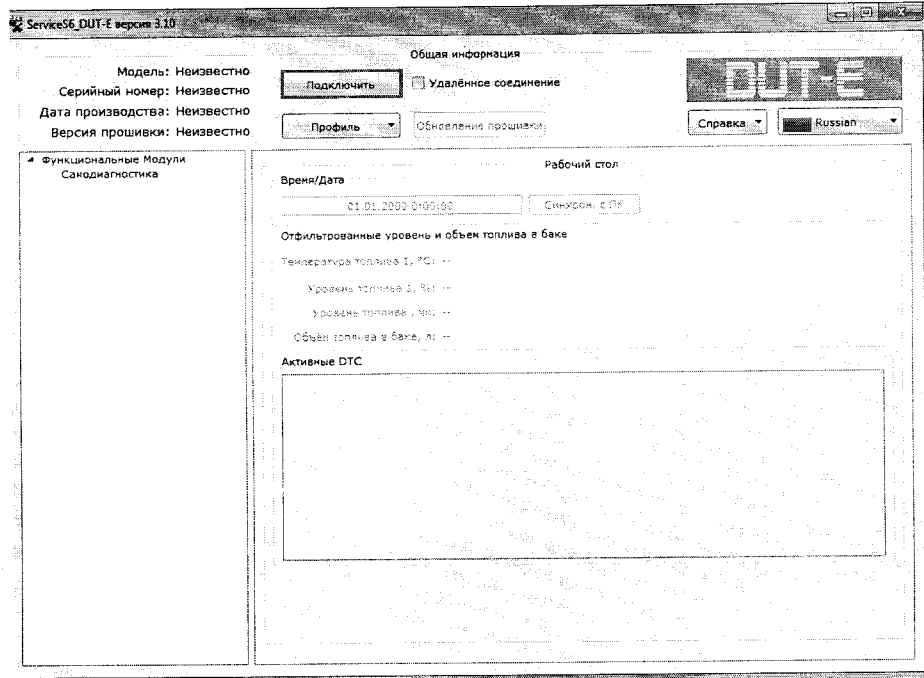 ServiceS6_DUT-E версия 3.10
Общая информация
Модель: Неизвестно
Серийный номер: Неизвестно
Дата производства: Неизвестно
Версия прошивки: Неизвестно
Подключить
Удалённое соединение
Профиль
Обновление прошивки
DUT-E
Справка
Russian
Функциональные Модули
Самодиагностика
Рабочий стол
Время/Дата
01.01.2000 0:00:00
Синхрон. с ПК
Отфильтрованные уровень и объем топлива в баке
Температура топлива 1, °C: --
Уровень топлива 1, %: --
Уровень топлива , мм: --
Объём топлива в баке, л: --
Активные DTC